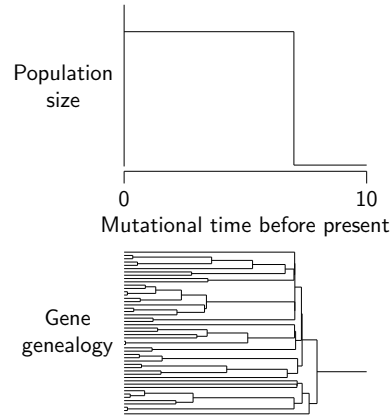 Population
size
0 10
Mutational time before present
Gene
genealogy